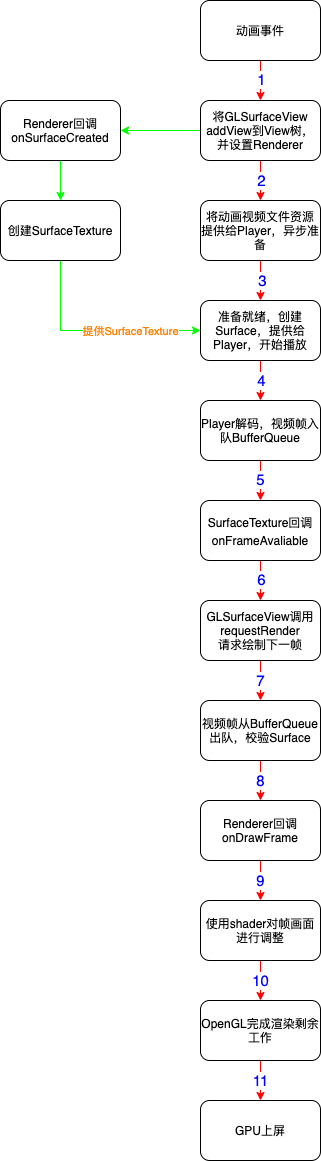 动画事件
1
将GLSurfaceView
addView到View树，
并设置Renderer
Renderer回调
onSurfaceCreated
2
将动画视频文件资源
提供给Player，异步准
备
创建SurfaceTexture
3
准备就绪，创建
Surface，提供给
Player，开始播放
提供SurfaceTexture
4
Player解码，视频帧入
队BufferQueue
5
SurfaceTexture回调
onFrameAvaliable
6
GLSurfaceView调用
requestRender
请求绘制下一帧
7
视频帧从BufferQueue
出队，校验Surface
8
Renderer回调
onDrawFrame
9
使用shader对帧画面
进行调整
10
OpenGL完成渲染剩余
工作
11
GPU上屏